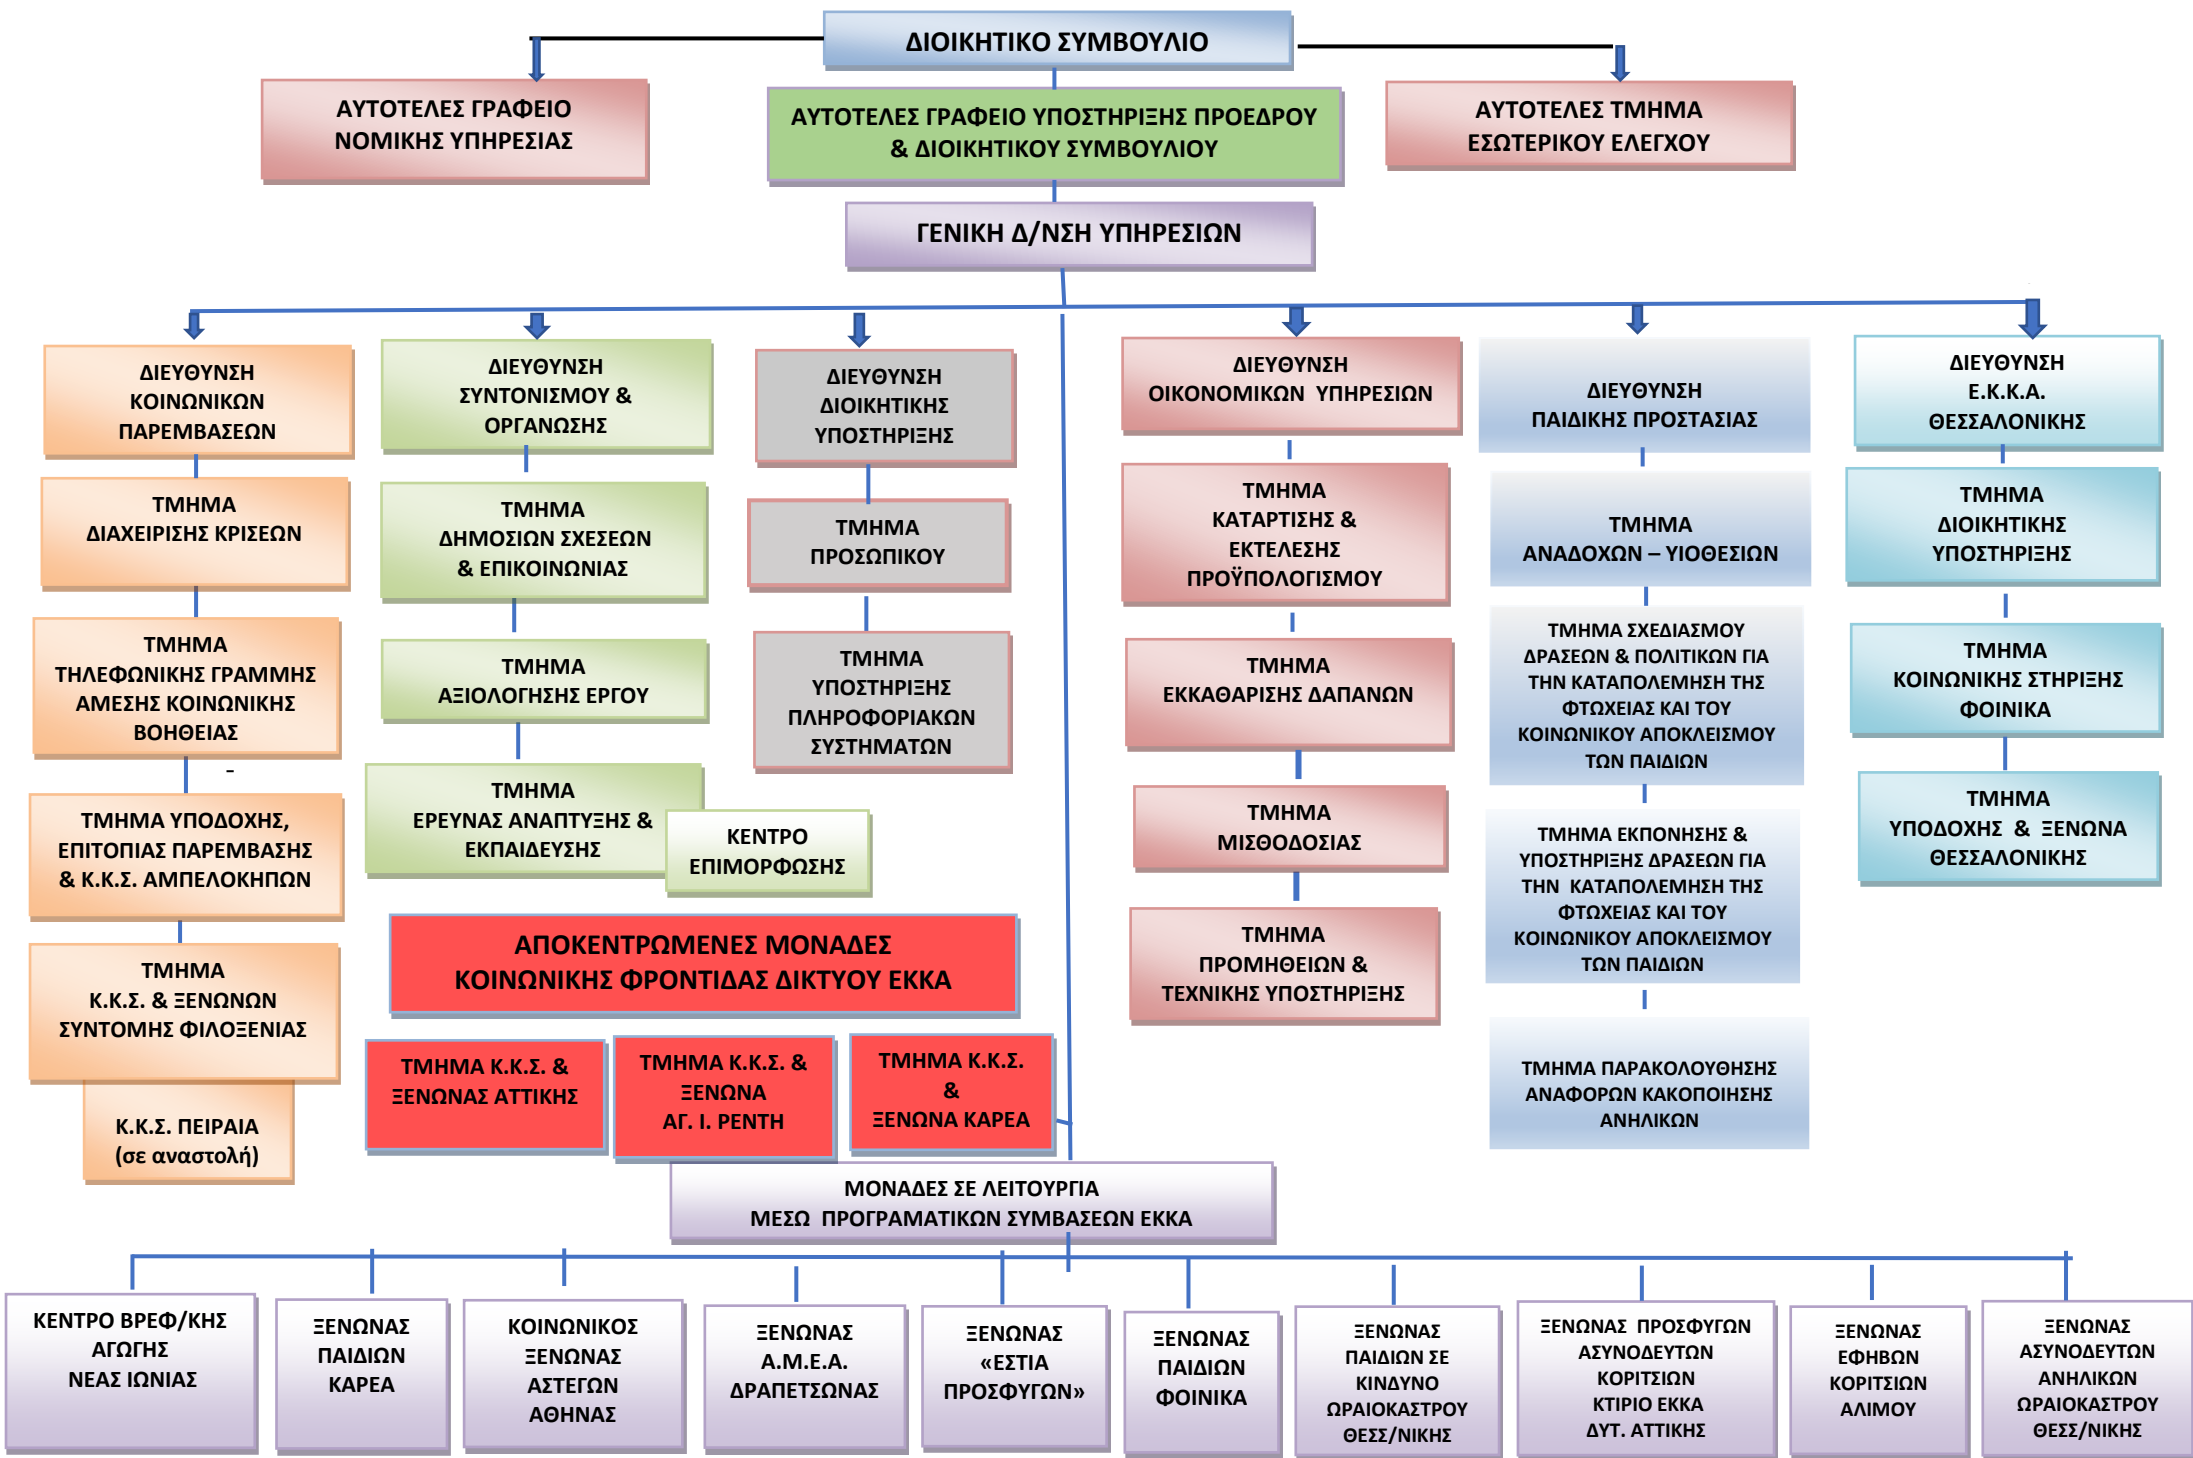 ΔΙΟΙΚΗΤΙΚΟ ΣΥΜΒΟΥΛΙΟ
ΑΥΤΟΤΕΛΕΣ ΓΡΑΦΕΙΟ
ΝΟΜΙΚΗΣ ΥΠΗΡΕΣΙΑΣ
ΑΥΤΟΤΕΛΕΣ ΓΡΑΦΕΙΟ ΥΠΟΣΤΗΡΙΞΗΣ ΠΡΟΕΔΡΟΥ
& ΔΙΟΙΚΗΤΙΚΟΥ ΣΥΜΒΟΥΛΙΟΥ
ΑΥΤΟΤΕΛΕΣ ΤΜΗΜΑ
ΕΣΩΤΕΡΙΚΟΥ ΕΛΕΓΧΟΥ
ΓΕΝΙΚΗ Δ/ΝΣΗ ΥΠΗΡΕΣΙΩΝ
ΔΙΕΥΘΥΝΣΗ
ΚΟΙΝΩΝΙΚΩΝ
ΠΑΡΕΜΒΑΣΕΩΝ
ΤΜΗΜΑ
ΔΙΑΧΕΙΡΙΣΗΣ ΚΡΙΣΕΩΝ
ΤΜΗΜΑ
ΤΗΛΕΦΩΝΙΚΗΣ ΓΡΑΜΜΗΣ
ΑΜΕΣΗΣ ΚΟΙΝΩΝΙΚΗΣ
ΒΟΗΘΕΙΑΣ
-
ΤΜΗΜΑ ΥΠΟΔΟΧΗΣ,
ΕΠΙΤΟΠΙΑΣ ΠΑΡΕΜΒΑΣΗΣ
& Κ.Κ.Σ. ΑΜΠΕΛΟΚΗΠΩΝ
ΤΜΗΜΑ
Κ.Κ.Σ. & ΞΕΝΩΝΩΝ
ΣΥΝΤΟΜΗΣ ΦΙΛΟΞΕΝΙΑΣ
Κ.Κ.Σ. ΠΕΙΡΑΙΑ
(σε αναστολή)
ΔΙΕΥΘΥΝΣΗ
ΣΥΝΤΟΝΙΣΜΟΥ &
ΟΡΓΑΝΩΣΗΣ
ΤΜΗΜΑ
ΔΗΜΟΣΙΩΝ ΣΧΕΣΕΩΝ
& ΕΠΙΚΟΙΝΩΝΙΑΣ
ΤΜΗΜΑ
ΑΞΙΟΛΟΓΗΣΗΣ ΕΡΓΟΥ
ΤΜΗΜΑ
ΕΡΕΥΝΑΣ ΑΝΑΠΤΥΞΗΣ &
ΕΚΠΑΙΔΕΥΣΗΣ
ΚΕΝΤΡΟ
ΕΠΙΜΟΡΦΩΣΗΣ
ΔΙΕΥΘΥΝΣΗ
ΔΙΟΙΚΗΤΙΚΗΣ
ΥΠΟΣΤΗΡΙΞΗΣ
ΤΜΗΜΑ
ΠΡΟΣΩΠΙΚΟΥ
ΤΜΗΜΑ
ΥΠΟΣΤΗΡΙΞΗΣ
ΠΛΗΡΟΦΟΡΙΑΚΩΝ
ΣΥΣΤΗΜΑΤΩΝ
ΔΙΕΥΘΥΝΣΗ
ΟΙΚΟΝΟΜΙΚΩΝ ΥΠΗΡΕΣΙΩΝ
ΤΜΗΜΑ
ΚΑΤΑΡΤΙΣΗΣ &
ΕΚΤΕΛΕΣΗΣ
ΠΡΟΫΠΟΛΟΓΙΣΜΟΥ
ΤΜΗΜΑ
ΕΚΚΑΘΑΡΙΣΗΣ ΔΑΠΑΝΩΝ
ΤΜΗΜΑ
ΜΙΣΘΟΔΟΣΙΑΣ
ΤΜΗΜΑ
ΠΡΟΜΗΘΕΙΩΝ &
ΤΕΧΝΙΚΗΣ ΥΠΟΣΤΗΡΙΞΗΣ
ΔΙΕΥΘΥΝΣΗ
ΠΑΙΔΙΚΗΣ ΠΡΟΣΤΑΣΙΑΣ
ΤΜΗΜΑ
ΑΝΑΔΟΧΩΝ – ΥΙΟΘΕΣΙΩΝ
ΤΜΗΜΑ ΣΧΕΔΙΑΣΜΟΥ
ΔΡΑΣΕΩΝ & ΠΟΛΙΤΙΚΩΝ ΓΙΑ
ΤΗΝ ΚΑΤΑΠΟΛΕΜΗΣΗ ΤΗΣ
ΦΤΩΧΕΙΑΣ ΚΑΙ ΤΟΥ
ΚΟΙΝΩΝΙΚΟΥ ΑΠΟΚΛΕΙΣΜΟΥ
ΤΩΝ ΠΑΙΔΙΩΝ
ΤΜΗΜΑ ΕΚΠΟΝΗΣΗΣ &
ΥΠΟΣΤΗΡΙΞΗΣ ΔΡΑΣΕΩΝ ΓΙΑ
ΤΗΝ ΚΑΤΑΠΟΛΕΜΗΣΗ ΤΗΣ
ΦΤΩΧΕΙΑΣ ΚΑΙ ΤΟΥ
ΚΟΙΝΩΝΙΚΟΥ ΑΠΟΚΛΕΙΣΜΟΥ
ΤΩΝ ΠΑΙΔΙΩΝ
ΤΜΗΜΑ ΠΑΡΑΚΟΛΟΥΘΗΣΗΣ
ΑΝΑΦΟΡΩΝ ΚΑΚΟΠΟΙΗΣΗΣ
ΑΝΗΛΙΚΩΝ
ΔΙΕΥΘΥΝΣΗ
Ε.Κ.Κ.Α.
ΘΕΣΣΑΛΟΝΙΚΗΣ
ΤΜΗΜΑ
ΔΙΟΙΚΗΤΙΚΗΣ
ΥΠΟΣΤΗΡΙΞΗΣ
ΤΜΗΜΑ
ΚΟΙΝΩΝΙΚΗΣ ΣΤΗΡΙΞΗΣ
ΦΟΙΝΙΚΑ
ΤΜΗΜΑ
ΥΠΟΔΟΧΗΣ & ΞΕΝΩΝΑ
ΘΕΣΣΑΛΟΝΙΚΗΣ
ΑΠΟΚΕΝΤΡΩΜΕΝΕΣ ΜΟΝΑΔΕΣ
ΚΟΙΝΩΝΙΚΗΣ ΦΡΟΝΤΙΔΑΣ ΔΙΚΤΥΟΥ ΕΚΚΑ
ΤΜΗΜΑ Κ.Κ.Σ. &
ΞΕΝΩΝΑΣ ΑΤΤΙΚΗΣ
ΤΜΗΜΑ Κ.Κ.Σ. &
ΞΕΝΩΝΑ
ΑΓ. Ι. ΡΕΝΤΗ
ΤΜΗΜΑ Κ.Κ.Σ.
&
ΞΕΝΩΝΑ ΚΑΡΕΑ
ΜΟΝΑΔΕΣ ΣΕ ΛΕΙΤΟΥΡΓΙΑ
ΜΕΣΩ ΠΡΟΓΡΑΜΑΤΙΚΩΝ ΣΥΜΒΑΣΕΩΝ ΕΚΚΑ
ΚΕΝΤΡΟ ΒΡΕΦ/ΚΗΣ
ΑΓΩΓΗΣ
ΝΕΑΣ ΙΩΝΙΑΣ
ΞΕΝΩΝΑΣ
ΠΑΙΔΙΩΝ
ΚΑΡΕΑ
ΚΟΙΝΩΝΙΚΟΣ
ΞΕΝΩΝΑΣ
ΑΣΤΕΓΩΝ
ΑΘΗΝΑΣ
ΞΕΝΩΝΑΣ
Α.Μ.Ε.Α.
ΔΡΑΠΕΤΣΩΝΑΣ
ΞΕΝΩΝΑΣ
«ΕΣΤΙΑ
ΠΡΟΣΦΥΓΩΝ»
ΞΕΝΩΝΑΣ
ΠΑΙΔΙΩΝ
ΦΟΙΝΙΚΑ
ΞΕΝΩΝΑΣ
ΠΑΙΔΙΩΝ ΣΕ
ΚΙΝΔΥΝΟ
ΩΡΑΙΟΚΑΣΤΡΟΥ
ΘΕΣΣ/ΝΙΚΗΣ
ΞΕΝΩΝΑΣ ΠΡΟΣΦΥΓΩΝ
ΑΣΥΝΟΔΕΥΤΩΝ
ΚΟΡΙΤΣΙΩΝ
ΚΤΙΡΙΟ ΕΚΚΑ
ΔΥΤ. ΑΤΤΙΚΗΣ
ΞΕΝΩΝΑΣ
ΕΦΗΒΩΝ
ΚΟΡΙΤΣΙΩΝ
ΑΛΙΜΟΥ
ΞΕΝΩΝΑΣ
ΑΣΥΝΟΔΕΥΤΩΝ
ΑΝΗΛΙΚΩΝ
ΩΡΑΙΟΚΑΣΤΡΟΥ
ΘΕΣΣ/ΝΙΚΗΣ